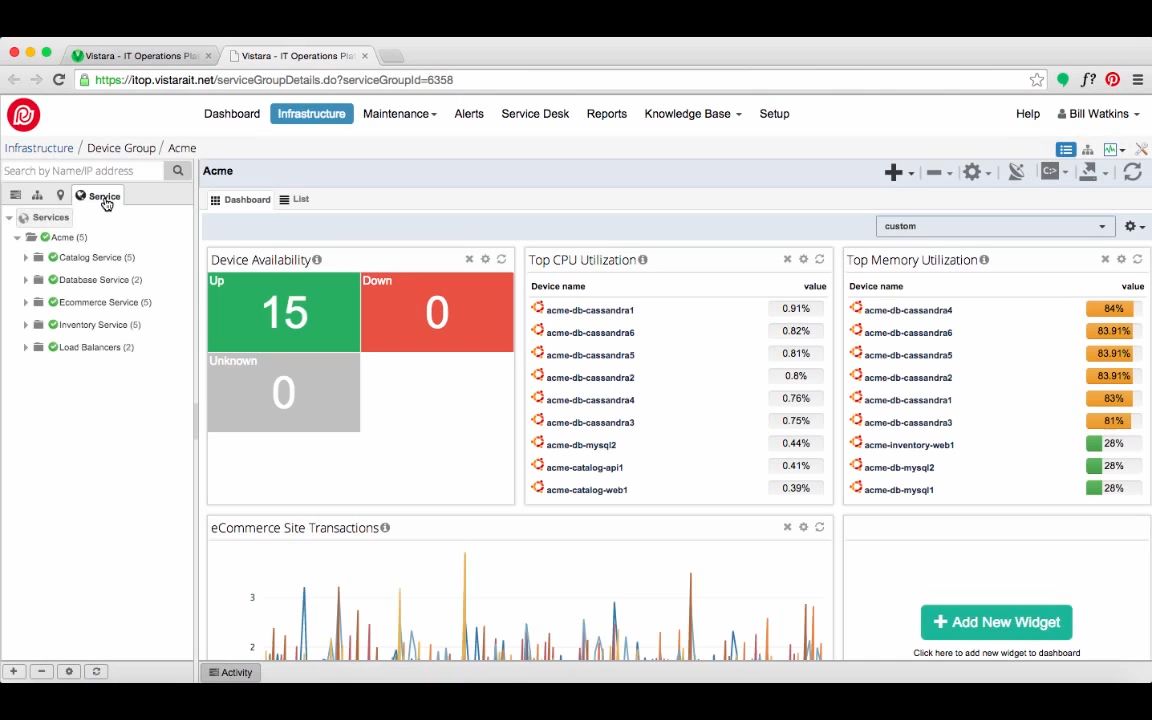 Vistara - IT Operations Pla
Vistara - IT Operations Pla
https://itop.vistarait.net/serviceGroupDetails.do?serviceGroupId=6358
f?
Dashboard
Infrastructure
Maintenance
Alerts
Service Desk
Reports
Knowledge Base
Setup
Help
Bill Watkins
Infrastructure / Device Group / Acme
Search by Name/IP address
Service
Services
Acme (5)
Catalog Service (5)
Database Service (2)
Ecommerce Service (5)
Inventory Service (5)
Load Balancers (2)
Acme
C:>
Dashboard
List
custom
Device Availability
Up
15
Down
0
Unknown
0
Top CPU Utilization
Device name value
acme-db-cassandra1 0.91%
acme-db-cassandra6 0.82%
acme-db-cassandra5 0.81%
acme-db-cassandra2 0.8%
acme-db-cassandra4 0.76%
acme-db-cassandra3 0.75%
acme-db-mysql2 0.44%
acme-catalog-api1 0.41%
acme-catalog-web1 0.39%
Top Memory Utilization
Device name value
acme-db-cassandra4 84%
acme-db-cassandra6 83.91%
acme-db-cassandra5 83.91%
acme-db-cassandra2 83.91%
acme-db-cassandra1 83%
acme-db-cassandra3 81%
acme-inventory-web1 28%
acme-db-mysql2 28%
acme-db-mysql1 28%
eCommerce Site Transactions
3
2
Add New Widget
Click here to add new widget to dashboard
Activity